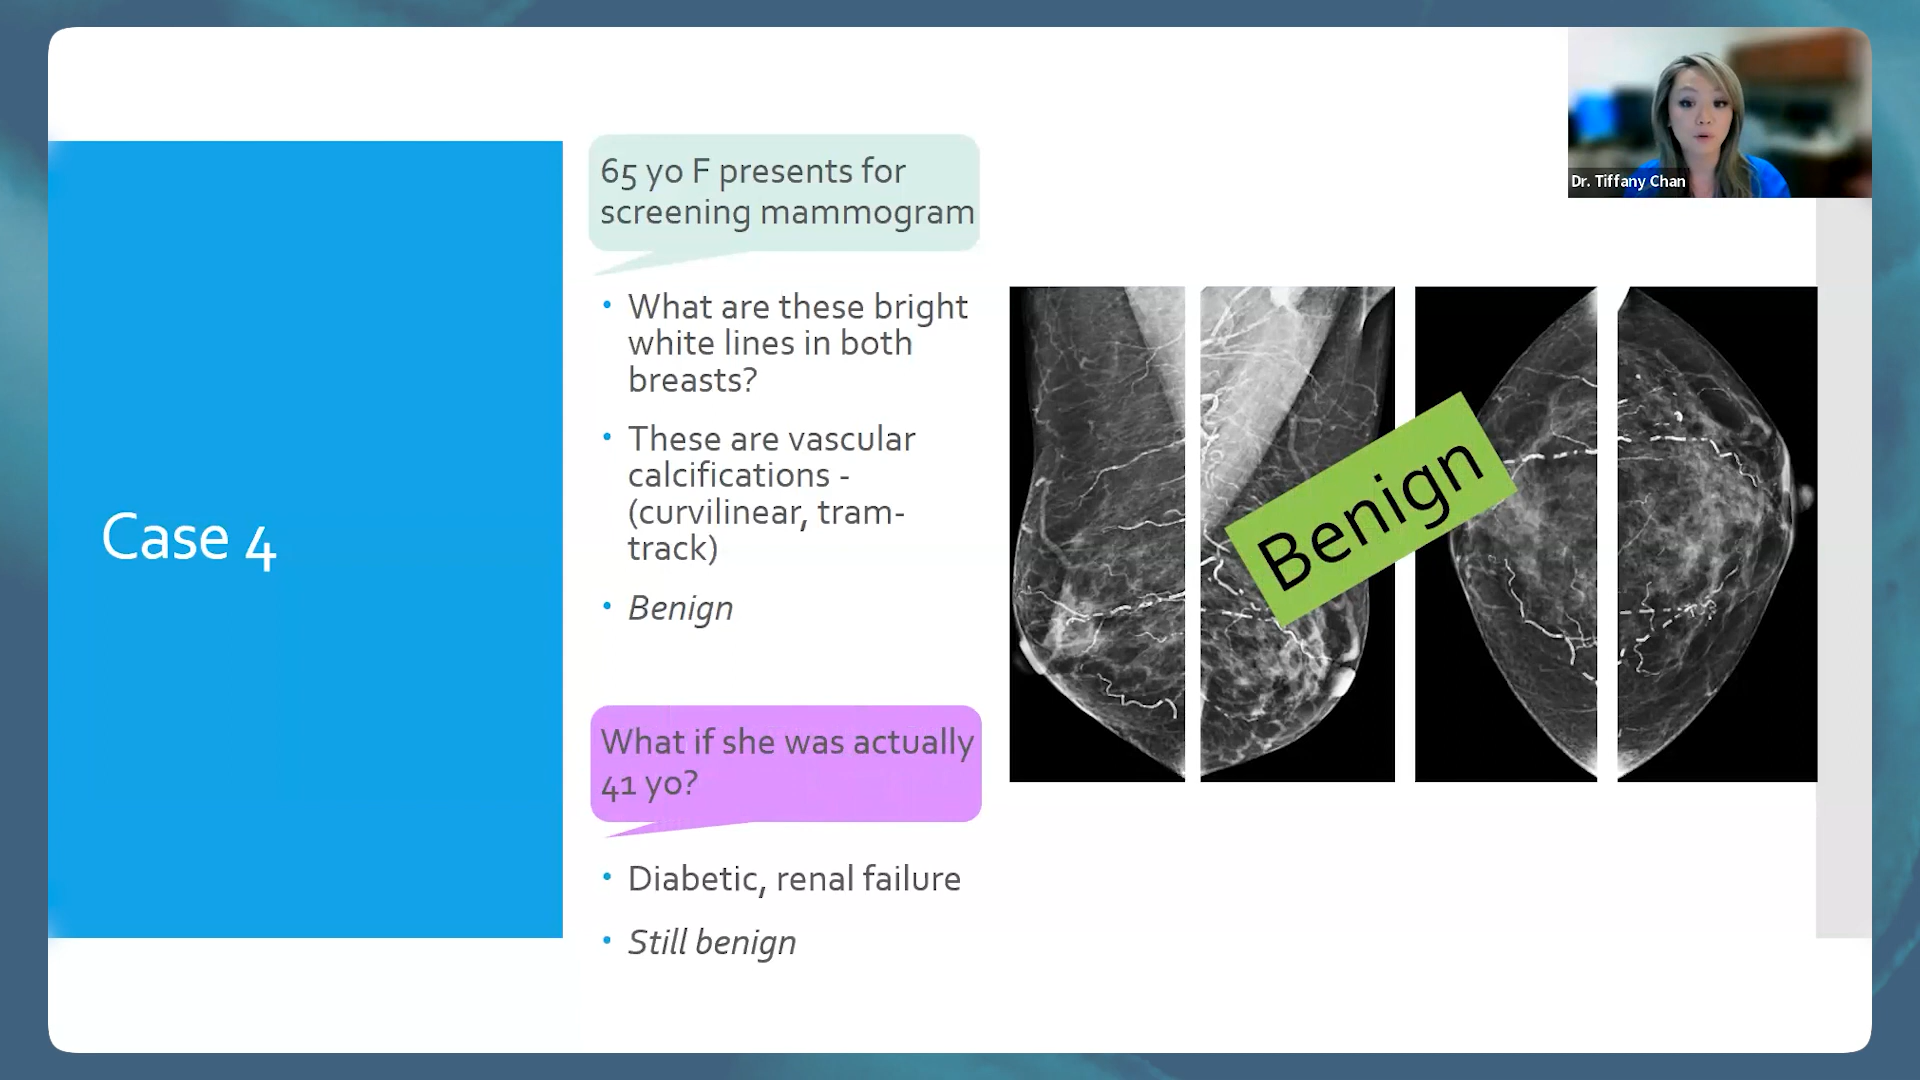 Case 4
65 yo F presents for
screening mammogram
• What are these bright
white lines in both
breasts?
• These are vascular
calcifications -
(curvilinear, tram-
track)
• Benign
What if she was actually
41 yo?
• Diabetic, renal failure
• Still benign
Benign
Dr. Tiffany Chan